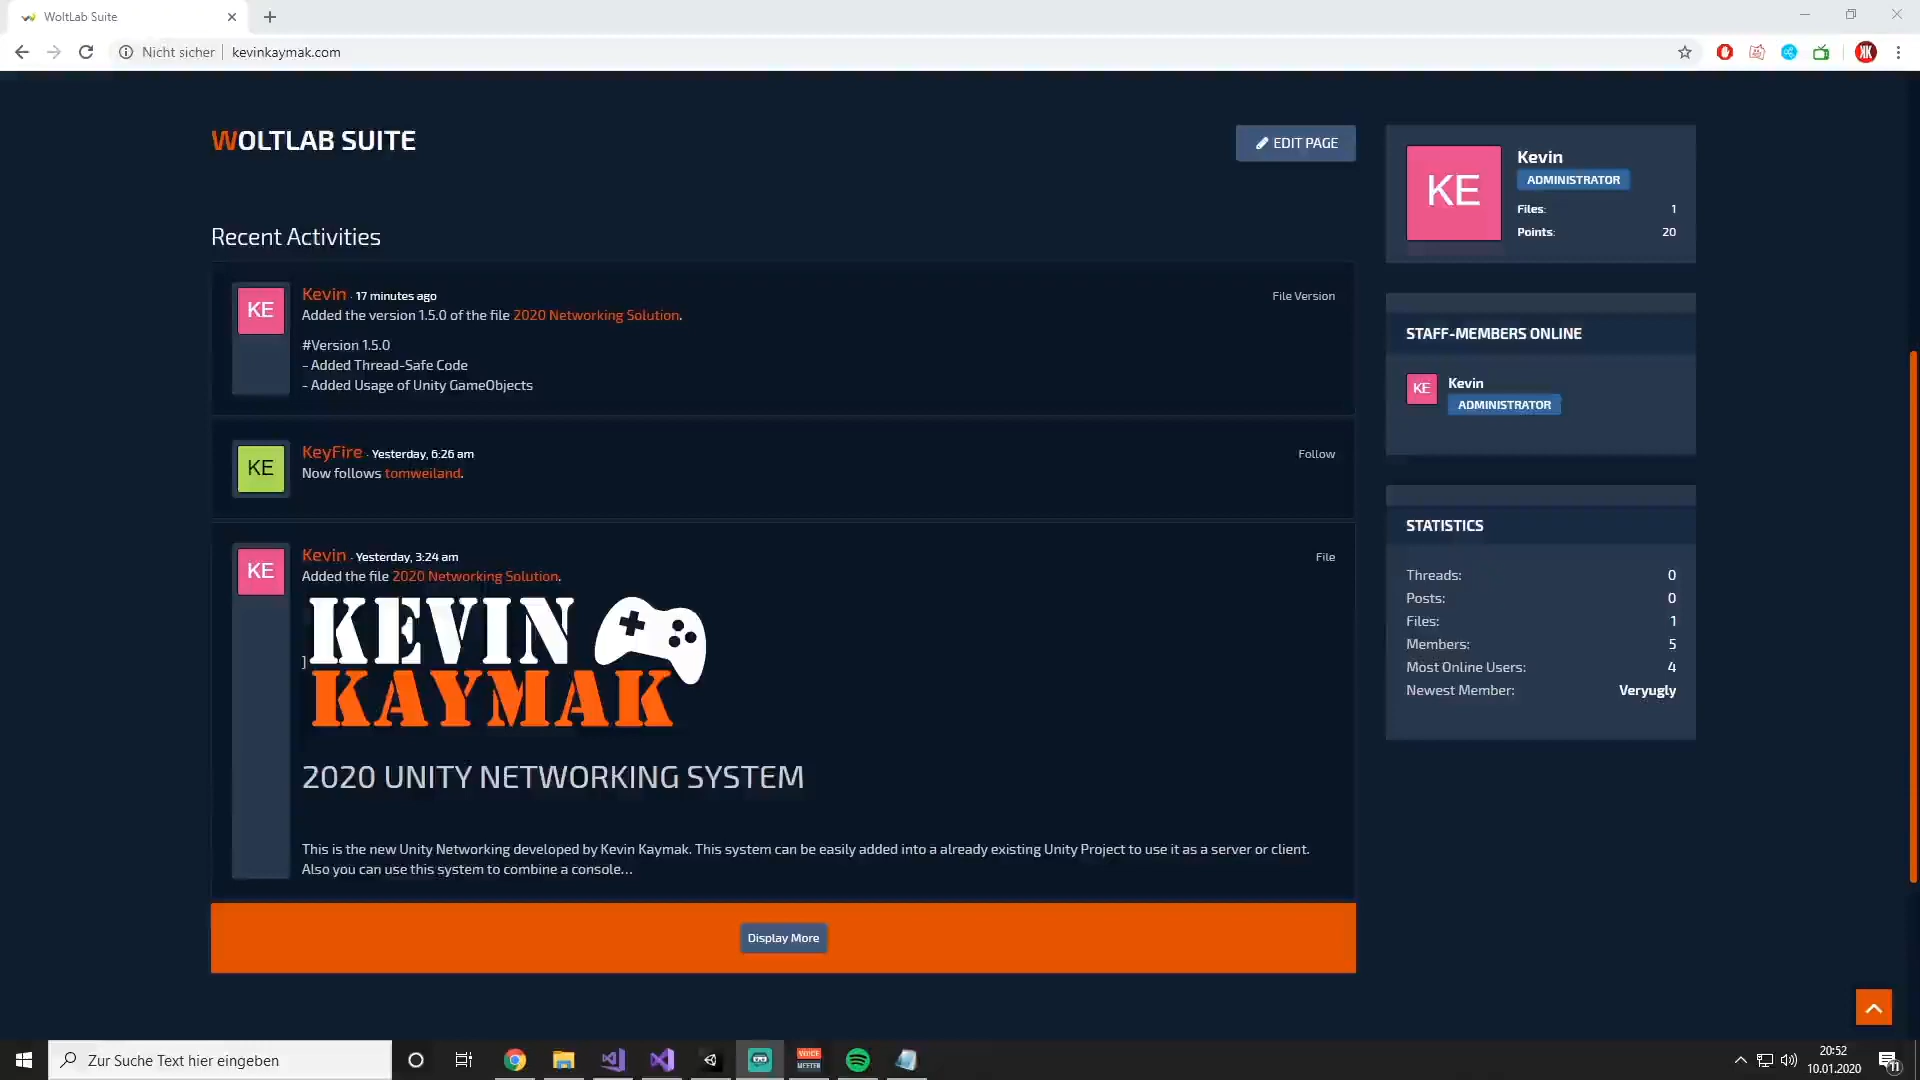 WoltLab Suite
Nicht sicher
kevinkaymak.com
WOLTLAB SUITE
EDIT PAGE
Recent Activities
KE
Kevin · 17 minutes ago
File Version
Added the version 1.5.0 of the file 2020 Networking Solution.
#Version 1.5.0
- Added Thread-Safe Code
- Added Usage of Unity GameObjects
KE
KeyFire · Yesterday, 6:26 am
Follow
Now follows tomweiland.
KE
Kevin · Yesterday, 3:24 am
File
Added the file 2020 Networking Solution.
]
KEVIN
KAYMAK
2020 UNITY NETWORKING SYSTEM
This is the new Unity Networking developed by Kevin Kaymak. This system can be easily added into a already existing Unity Project to use it as a server or client.
Also you can use this system to combine a console...
Display More
KE
Kevin
ADMINISTRATOR
Files: 1
Points: 20
STAFF-MEMBERS ONLINE
KE
Kevin
ADMINISTRATOR
STATISTICS
Threads: 0
Posts: 0
Files: 1
Members: 5
Most Online Users: 4
Newest Member: Veryugly
Zur Suche Text hier eingeben
VOICE
MEETER
20:52
10.01.2020
11